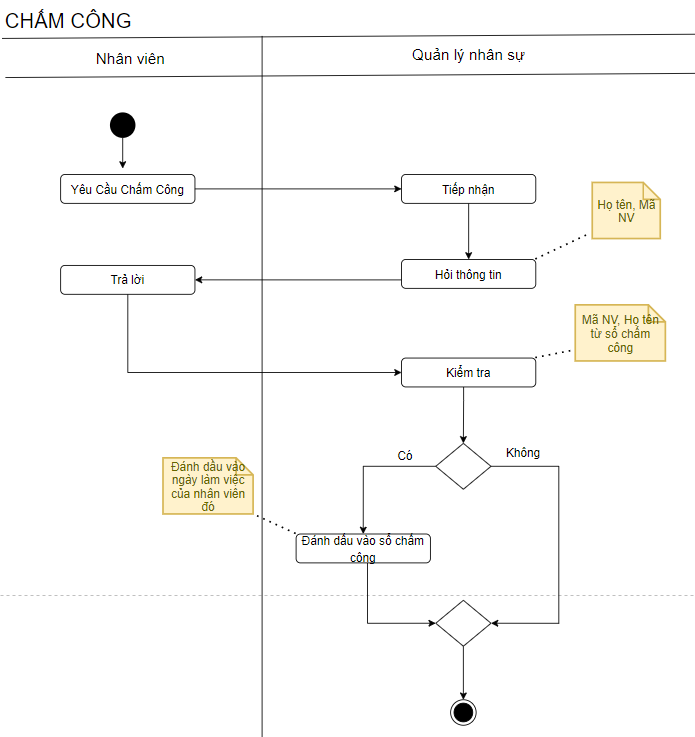 CHẤM CÔNG
Nhân viên
Quản lý nhân sự
Yêu Cầu Chấm Công
Tiếp nhận
Họ tên, Mã
NV
Trả lời
Hỏi thông tin
Mã NV, Họ tên
từ sổ chấm
công
Kiểm tra
Có
Không
Đánh dầu vào
ngày làm việc
của nhân viên
đó
Đánh dấu vào sổ chấm
công